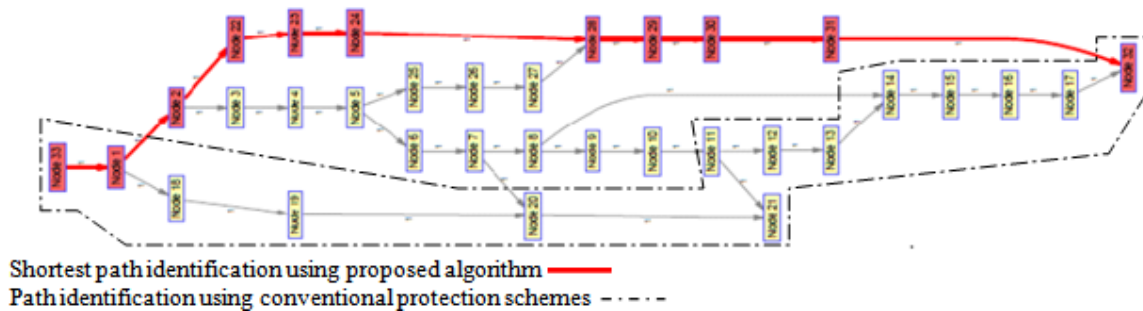 Node 22
Node 23
Node 24
Node 28
Node 29
Node 30
Node 31
Node 32
Node 2
Node 3
Node 4
Node 5
Node 25
Node 26
Node 27
Node 14
Node 15
Node 16
Node 17
Node 33
Node 1
Node 6
Node 7
Node 8
Node 9
Node 10
Node 11
Node 12
Node 13
Node 18
Node 19
Node 20
Node 21
Shortest path identification using proposed algorithm
Path identification using conventional protection schemes